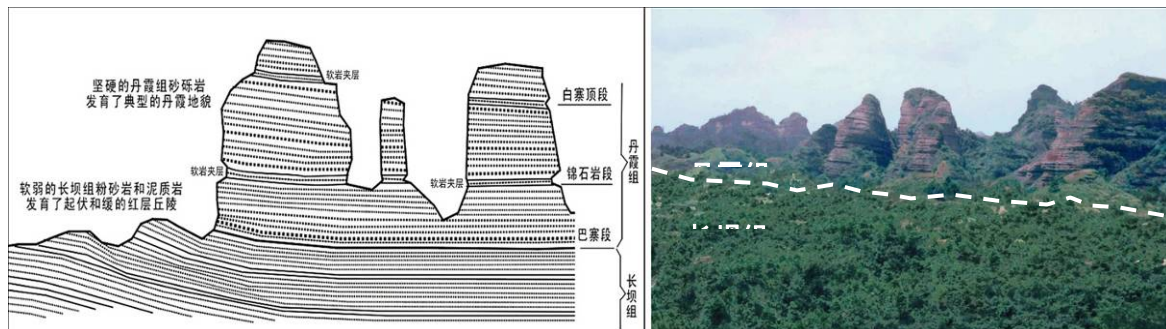 坚硬的丹霞组砂砾岩
发育了典型的丹霞地貌
软岩夹层
白寨顶段
丹霞组
软岩夹层
软岩夹层
锦石岩段
软弱的长坝组粉砂岩和泥质岩
发育了起伏和缓的红层丘陵
巴寨段
长坝组